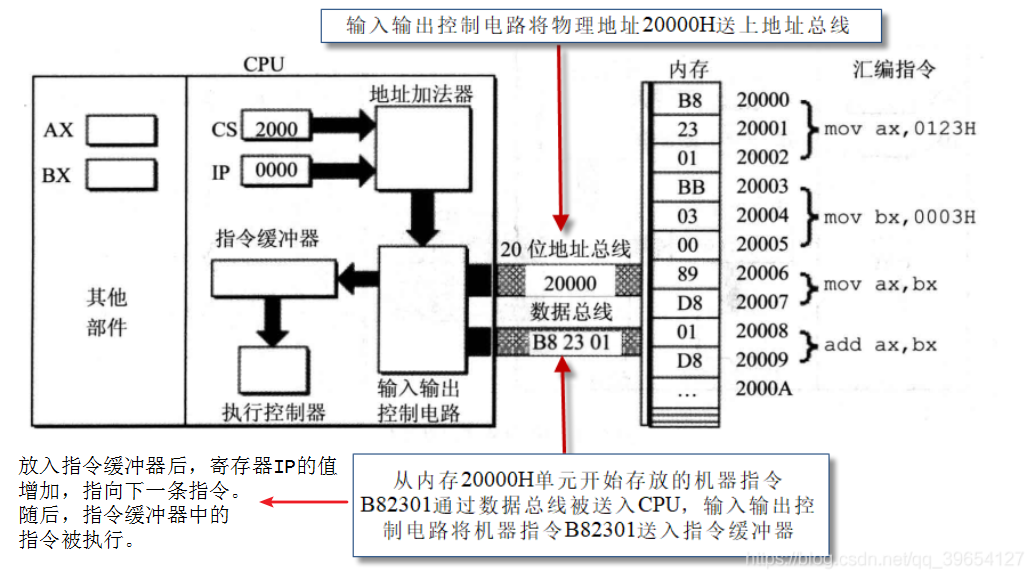 输入输出控制电路将物理地址20000H送上地址总线
CPU
内存
汇编指令
地址加法器
AX
BX
CS
2000
IP
0000
B8
20000
23
20001
mov ax,0123H
01
20002
BB
20003
03
20004
mov bx,0003H
00
20005
89
20006
mov ax,bx
D8
20007
01
20008
add ax,bx
D8
20009
…
2000A
指令缓冲器
20位地址总线
20000
数据总线
B8 23 01
其他
部件
执行控制器
输入输出
控制电路
放入指令缓冲器后，寄存器IP的值
增加，指向下一条指令。
随后，指令缓冲器中的
指令被执行。
从内存20000H单元开始存放的机器指令
B82301通过数据总线被送入CPU，输入输出控
制电路将机器指令B82301送入指令缓冲器
https://blog.csdn.net/qq_39654127